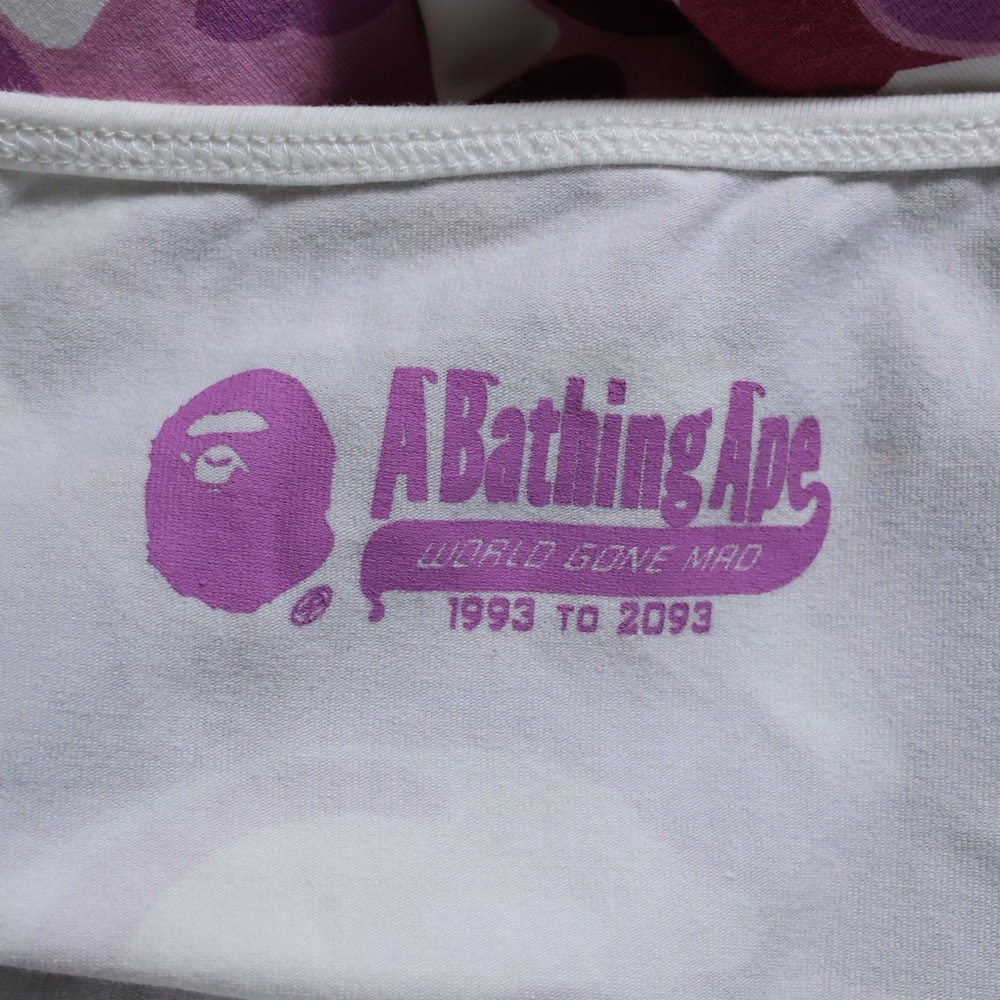 A Bathing Ape
WORLD GONE MAD
1993 TO 2093